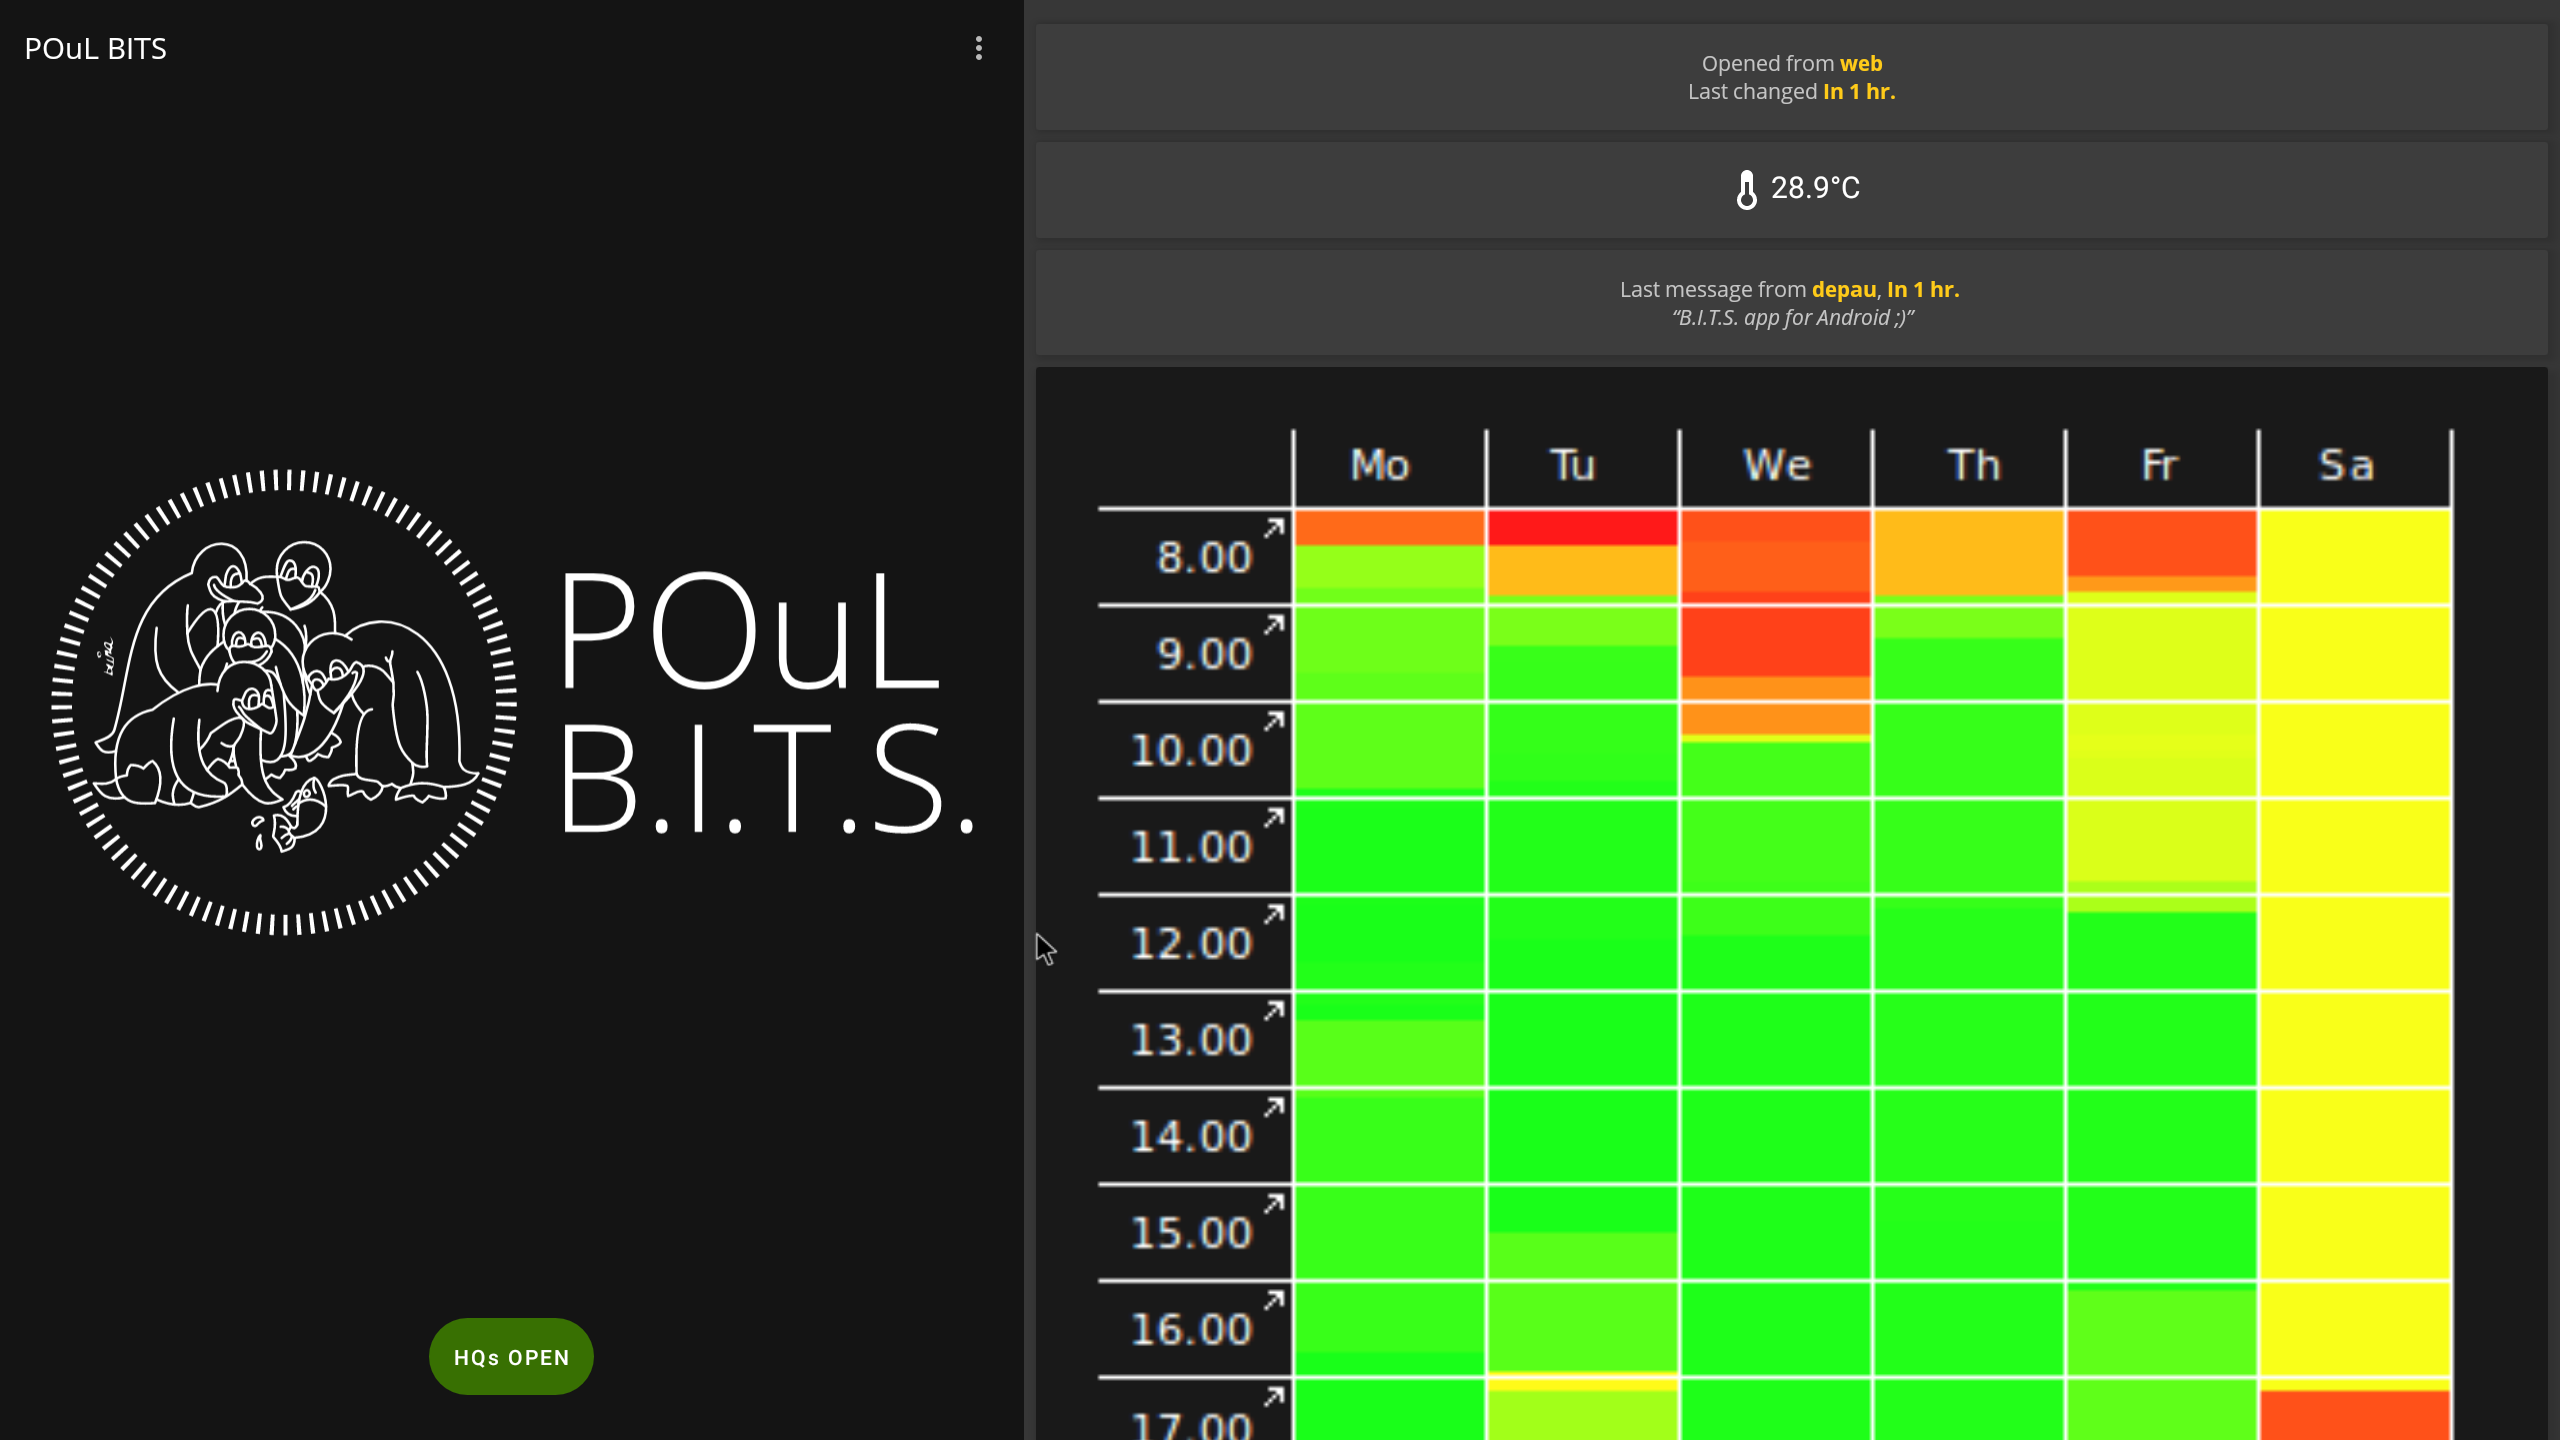 POuL BITS
buna
POuL
B.I.T.S.
HQs OPEN
Opened from web
Last changed In 1 hr.
28.9°C
Last message from depau, In 1 hr.
“B.I.T.S. app for Android ;)”
Mo Tu We Th Fr Sa
8.00
9.00
10.00
11.00
12.00
13.00
14.00
15.00
16.00
17.00